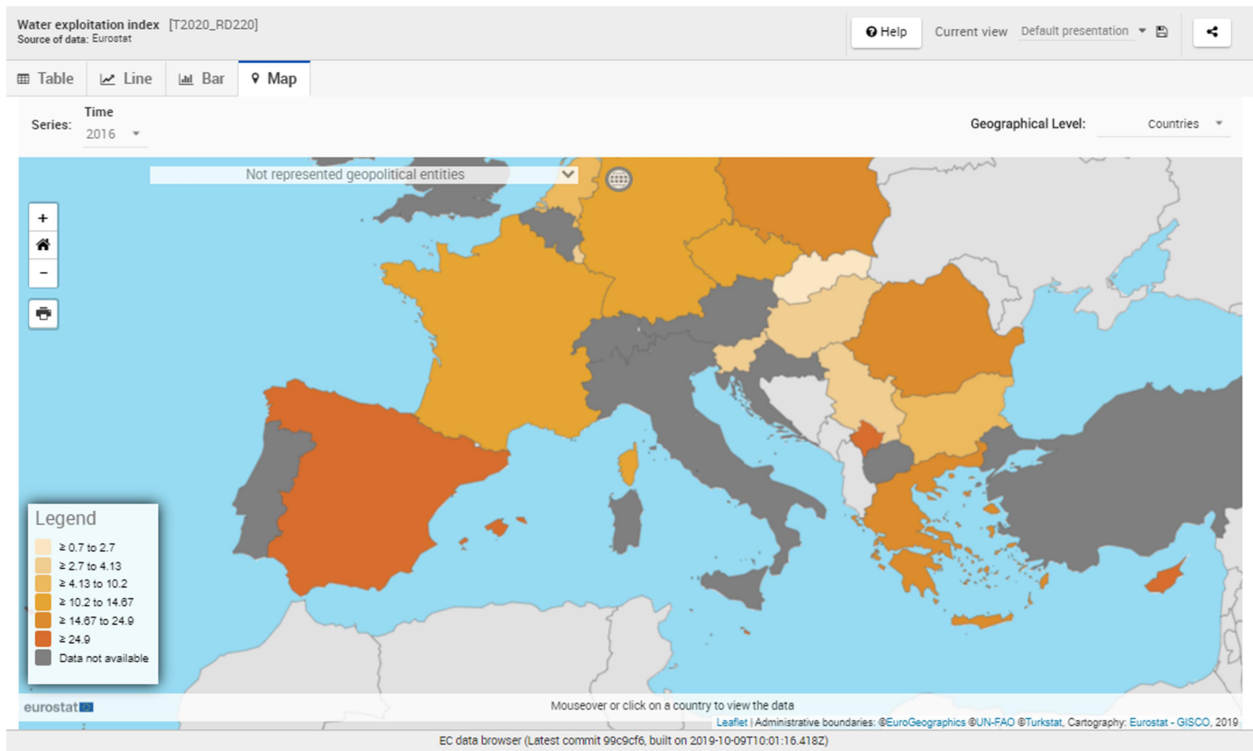 Water exploitation index [T2020_RD220]
Source of data: Eurostat
Help
Current view Default presentation
Table Line Bar Map
Series: Time
2016
Geographical Level: Countries
Not represented geopolitical entities
+
−
Legend
≥ 0.7 to 2.7
≥ 2.7 to 4.13
≥ 4.13 to 10.2
≥ 10.2 to 14.67
≥ 14.67 to 24.9
≥ 24.9
Data not available
eurostat
Mouseover or click on a country to view the data
Leaflet | Administrative boundaries: ©EuroGeographics ©UN-FAO ©Turkstat, Cartography: Eurostat - GISCO, 2019
EC data browser (Latest commit 99c9cf6, built on 2019-10-09T10:01:16.418Z)